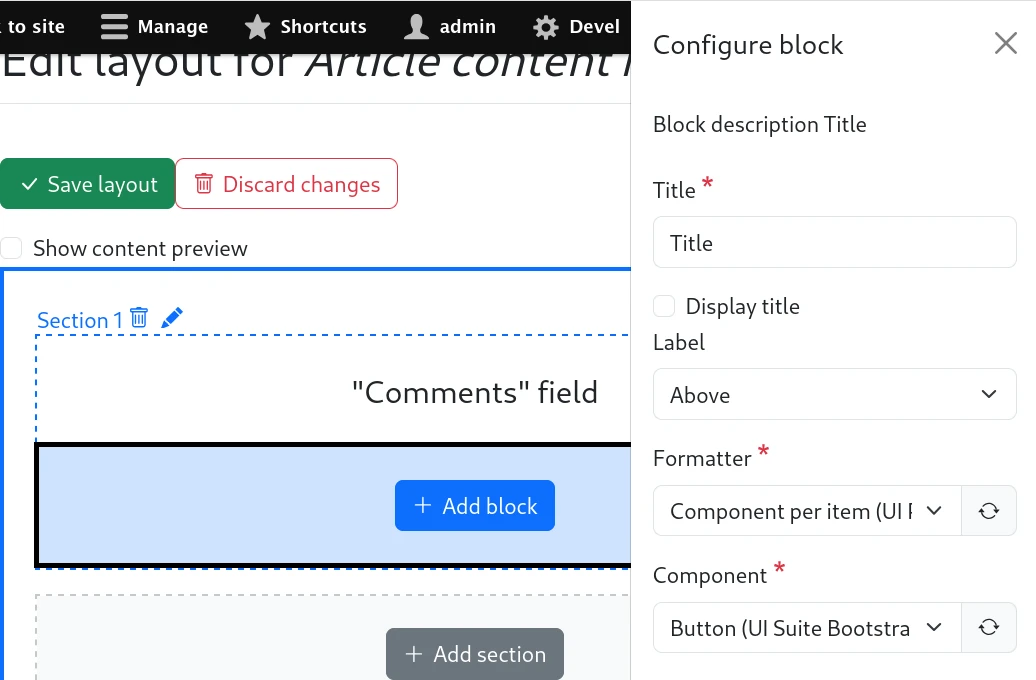 to site Manage Shortcuts admin Devel
Edit layout for Article content
Save layout Discard changes
Show content preview
Section 1
"Comments" field
+ Add block
+ Add section
Configure block
Block description Title
Title *
Title
Display title
Label
Above
Formatter *
Component per item (UI
Component *
Button (UI Suite Bootstra